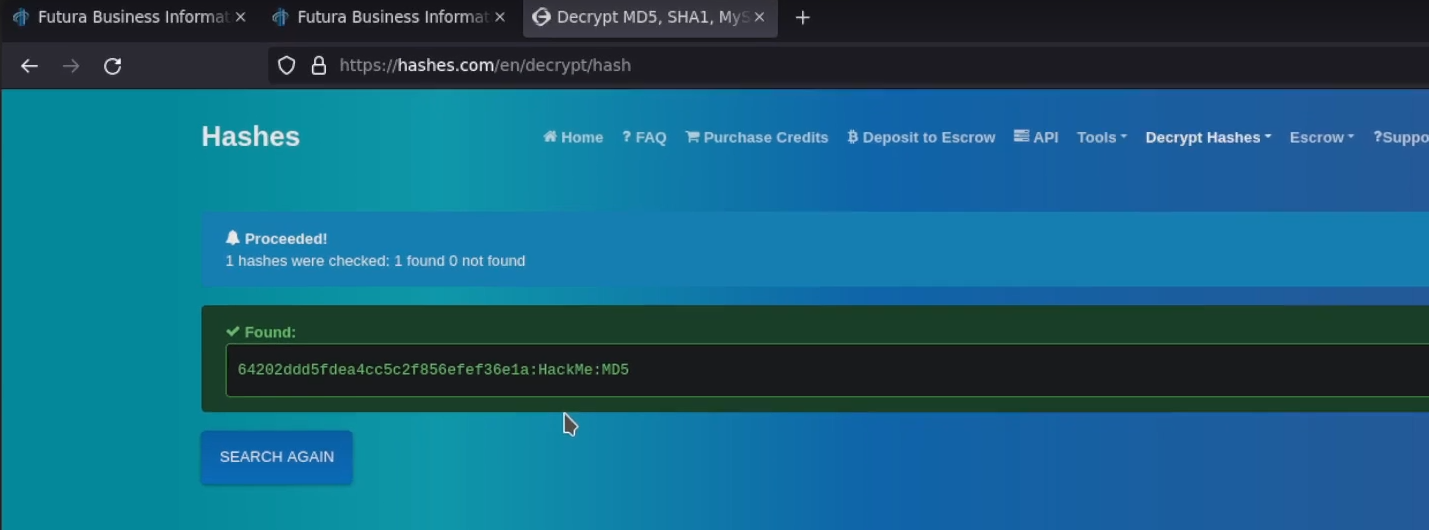 Futura Business Informat
Futura Business Informat
Decrypt MD5, SHA1, MyS
https://hashes.com/en/decrypt/hash
Hashes
Home ? FAQ Purchase Credits Deposit to Escrow API Tools Decrypt Hashes Escrow ?Suppo
Proceeded!
1 hashes were checked: 1 found 0 not found
Found:
64202ddd5fdea4cc5c2f856efef36e1a:HackMe:MD5
SEARCH AGAIN